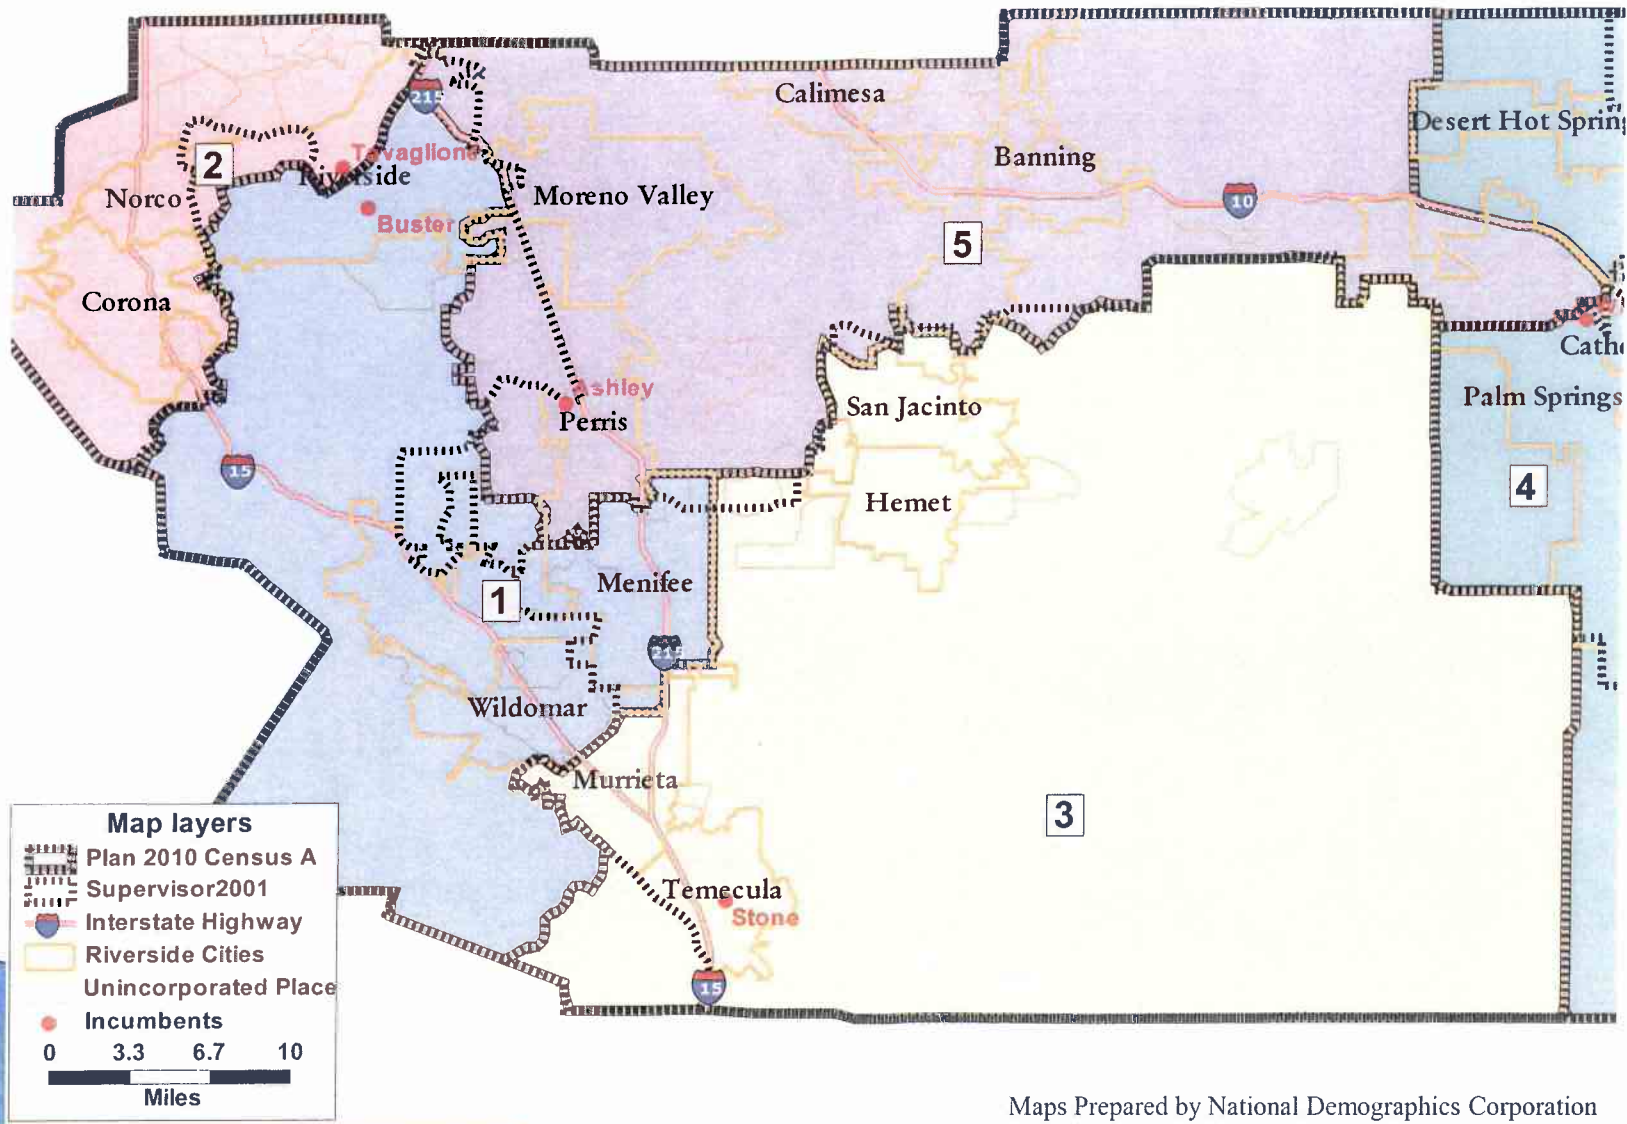 Calimesa
215
Desert Hot Spring
2
Tavaglione
Riverside
Banning
Norco
Moreno Valley
10
Buster
5
Corona
Cathe
Ashley
Palm Springs
San Jacinto
Perris
15
4
Hemet
Menifee
1
215
Wildomar
Murrieta
3
Temecula
Stone
15
Map layers
Plan 2010 Census A
Supervisor2001
Interstate Highway
Riverside Cities
Unincorporated Place
Incumbents
0 3.3 6.7 10
Miles
Maps Prepared by National Demographics Corporation